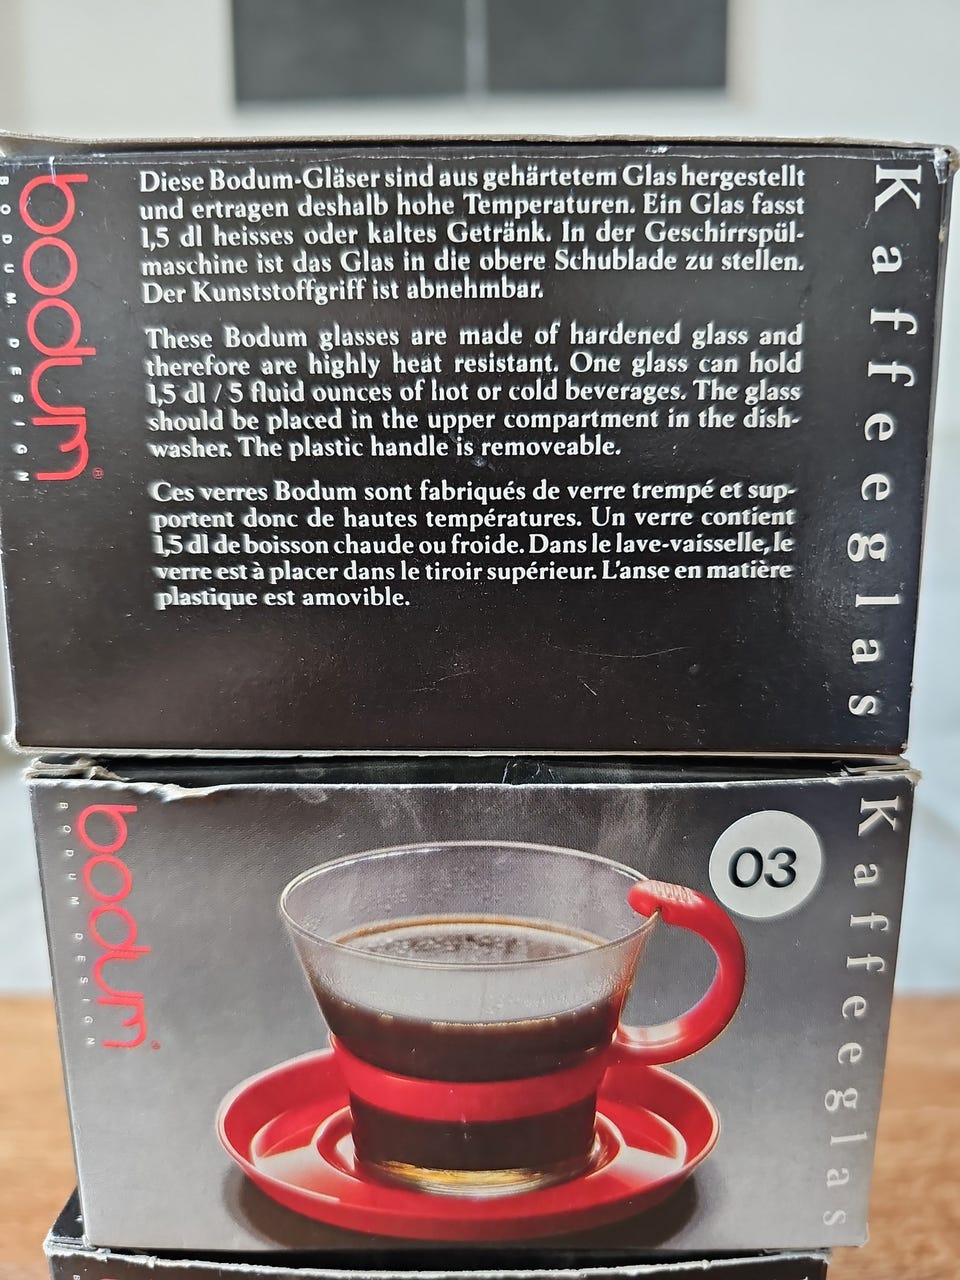 bodum®
BODUM DESIGN
Diese Bodum-Gläser sind aus gehärtetem Glas hergestellt
und ertragen deshalb hohe Temperaturen. Ein Glas fasst
1,5 dl heisses oder kaltes Getränk. In der Geschirrspül-
maschine ist das Glas in die obere Schublade zu stellen.
Der Kunststoffgriff ist abnehmbar.
These Bodum glasses are made of hardened glass and
therefore are highly heat resistant. One glass can hold
1,5 dl / 5 fluid ounces of hot or cold beverages. The glass
should be placed in the upper compartment in the dish-
washer. The plastic handle is removeable.
Ces verres Bodum sont fabriqués de verre trempé et sup-
portent donc de hautes températures. Un verre contient
1,5 dl de boisson chaude ou froide. Dans le lave-vaisselle, le
verre est à placer dans le tiroir supérieur. L'anse en matière
plastique est amovible.
Kaffeeglas
bodum®
BODUM DESIGN
03
Kaffeeglas